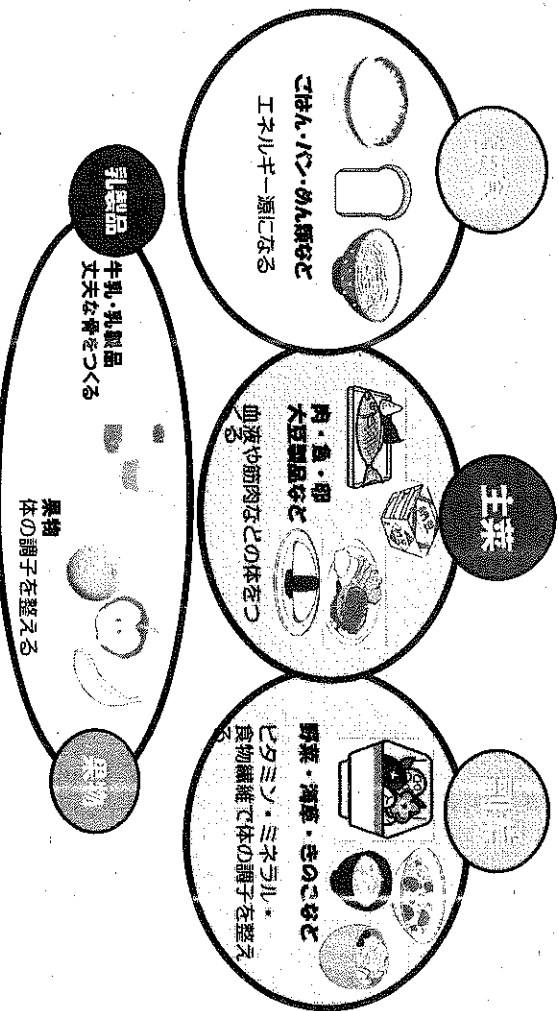 主食
ごはん・パン・めん類など
エネルギー源になる
主菜
肉・魚・卵
大豆製品など
血液や筋肉などの体をつ
くる
副菜
野菜・海草・きのこなど
ビタミン・ミネラル・
食物繊維で体の調子を整え
る
乳製品
牛乳・乳製品
丈夫な骨をつくる
果物
体の調子を整える
果物